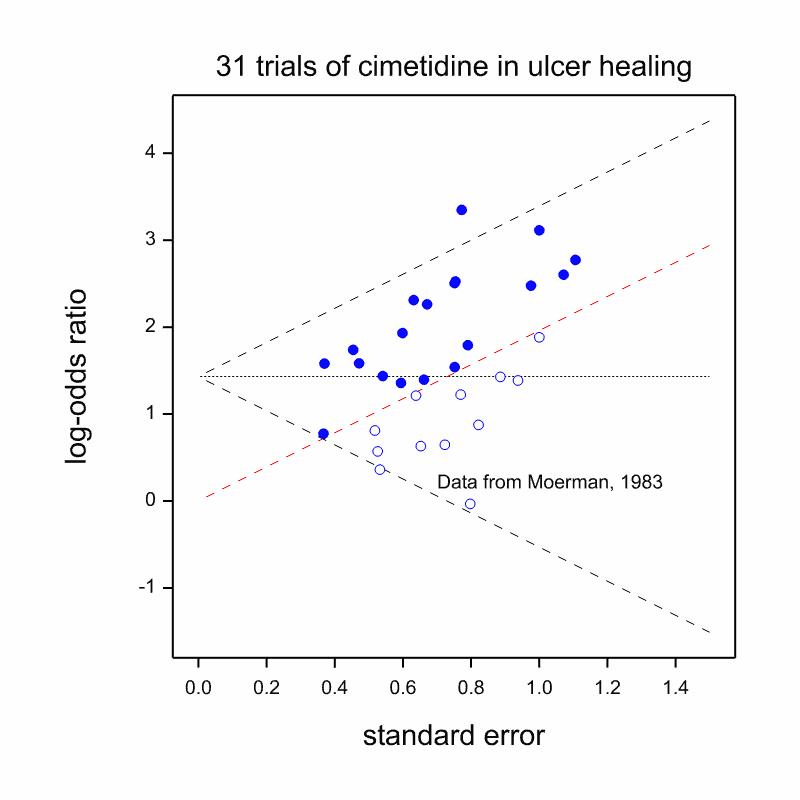 31 trials of cimetidine in ulcer healing
4
3
2
1
0
-1
log-odds ratio
Data from Moerman, 1983
0.0 0.2 0.4 0.6 0.8 1.0 1.2 1.4
standard error